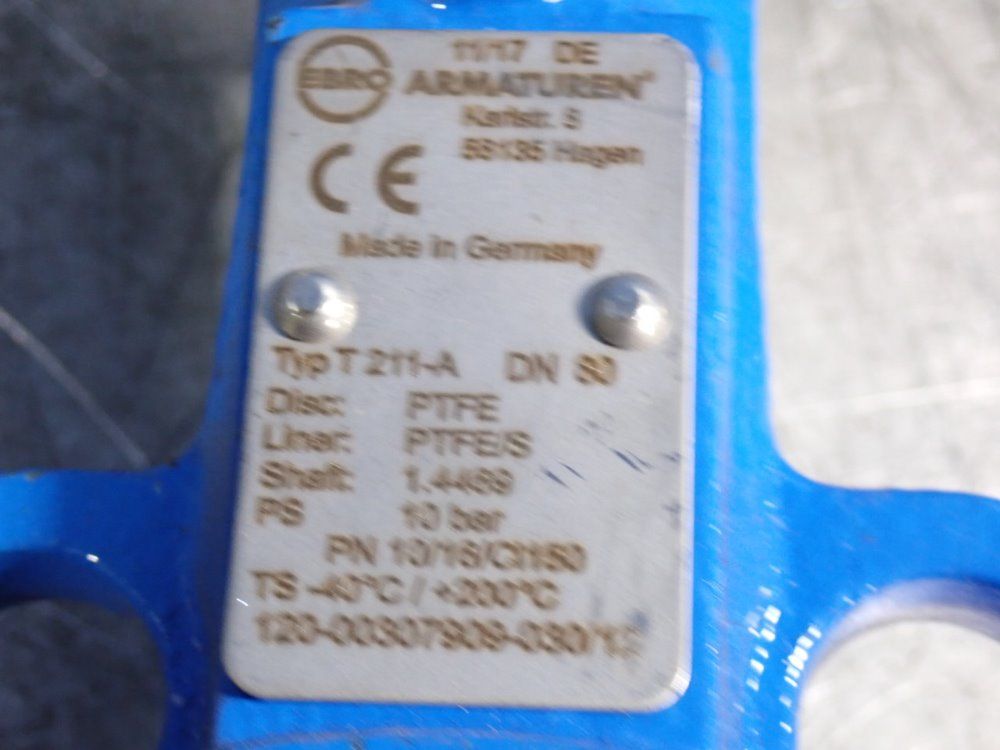 11/17 DE
EBRO ARMATUREN®
Karlstr. 8
58135 Hagen
CE
Made in Germany
Typ T 211-A DN 80
Disc: PTFE
Liner: PTFE/S
Shaft: 1.4469
PS 10 bar
PN 10/16/Cl150
TS -40°C / +200°C